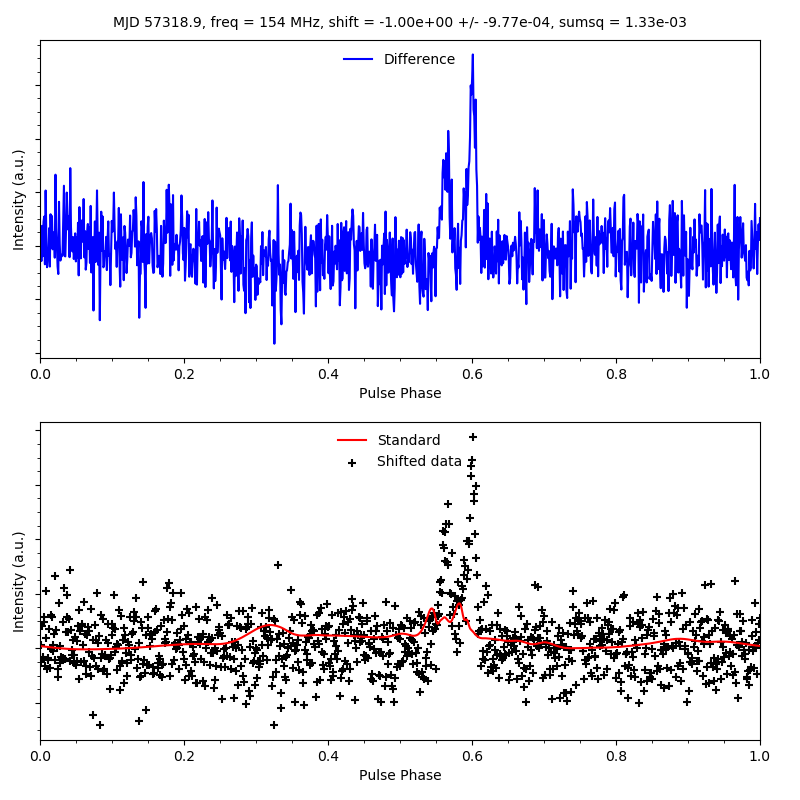 MJD 57318.9, freq = 154 MHz, shift = -1.00e+00 +/- -9.77e-04, sumsq = 1.33e-03
Difference
Intensity (a.u.)
0.0 0.2 0.4 0.6 0.8 1.0
Pulse Phase
Standard
Shifted data
Intensity (a.u.)
0.0 0.2 0.4 0.6 0.8 1.0
Pulse Phase